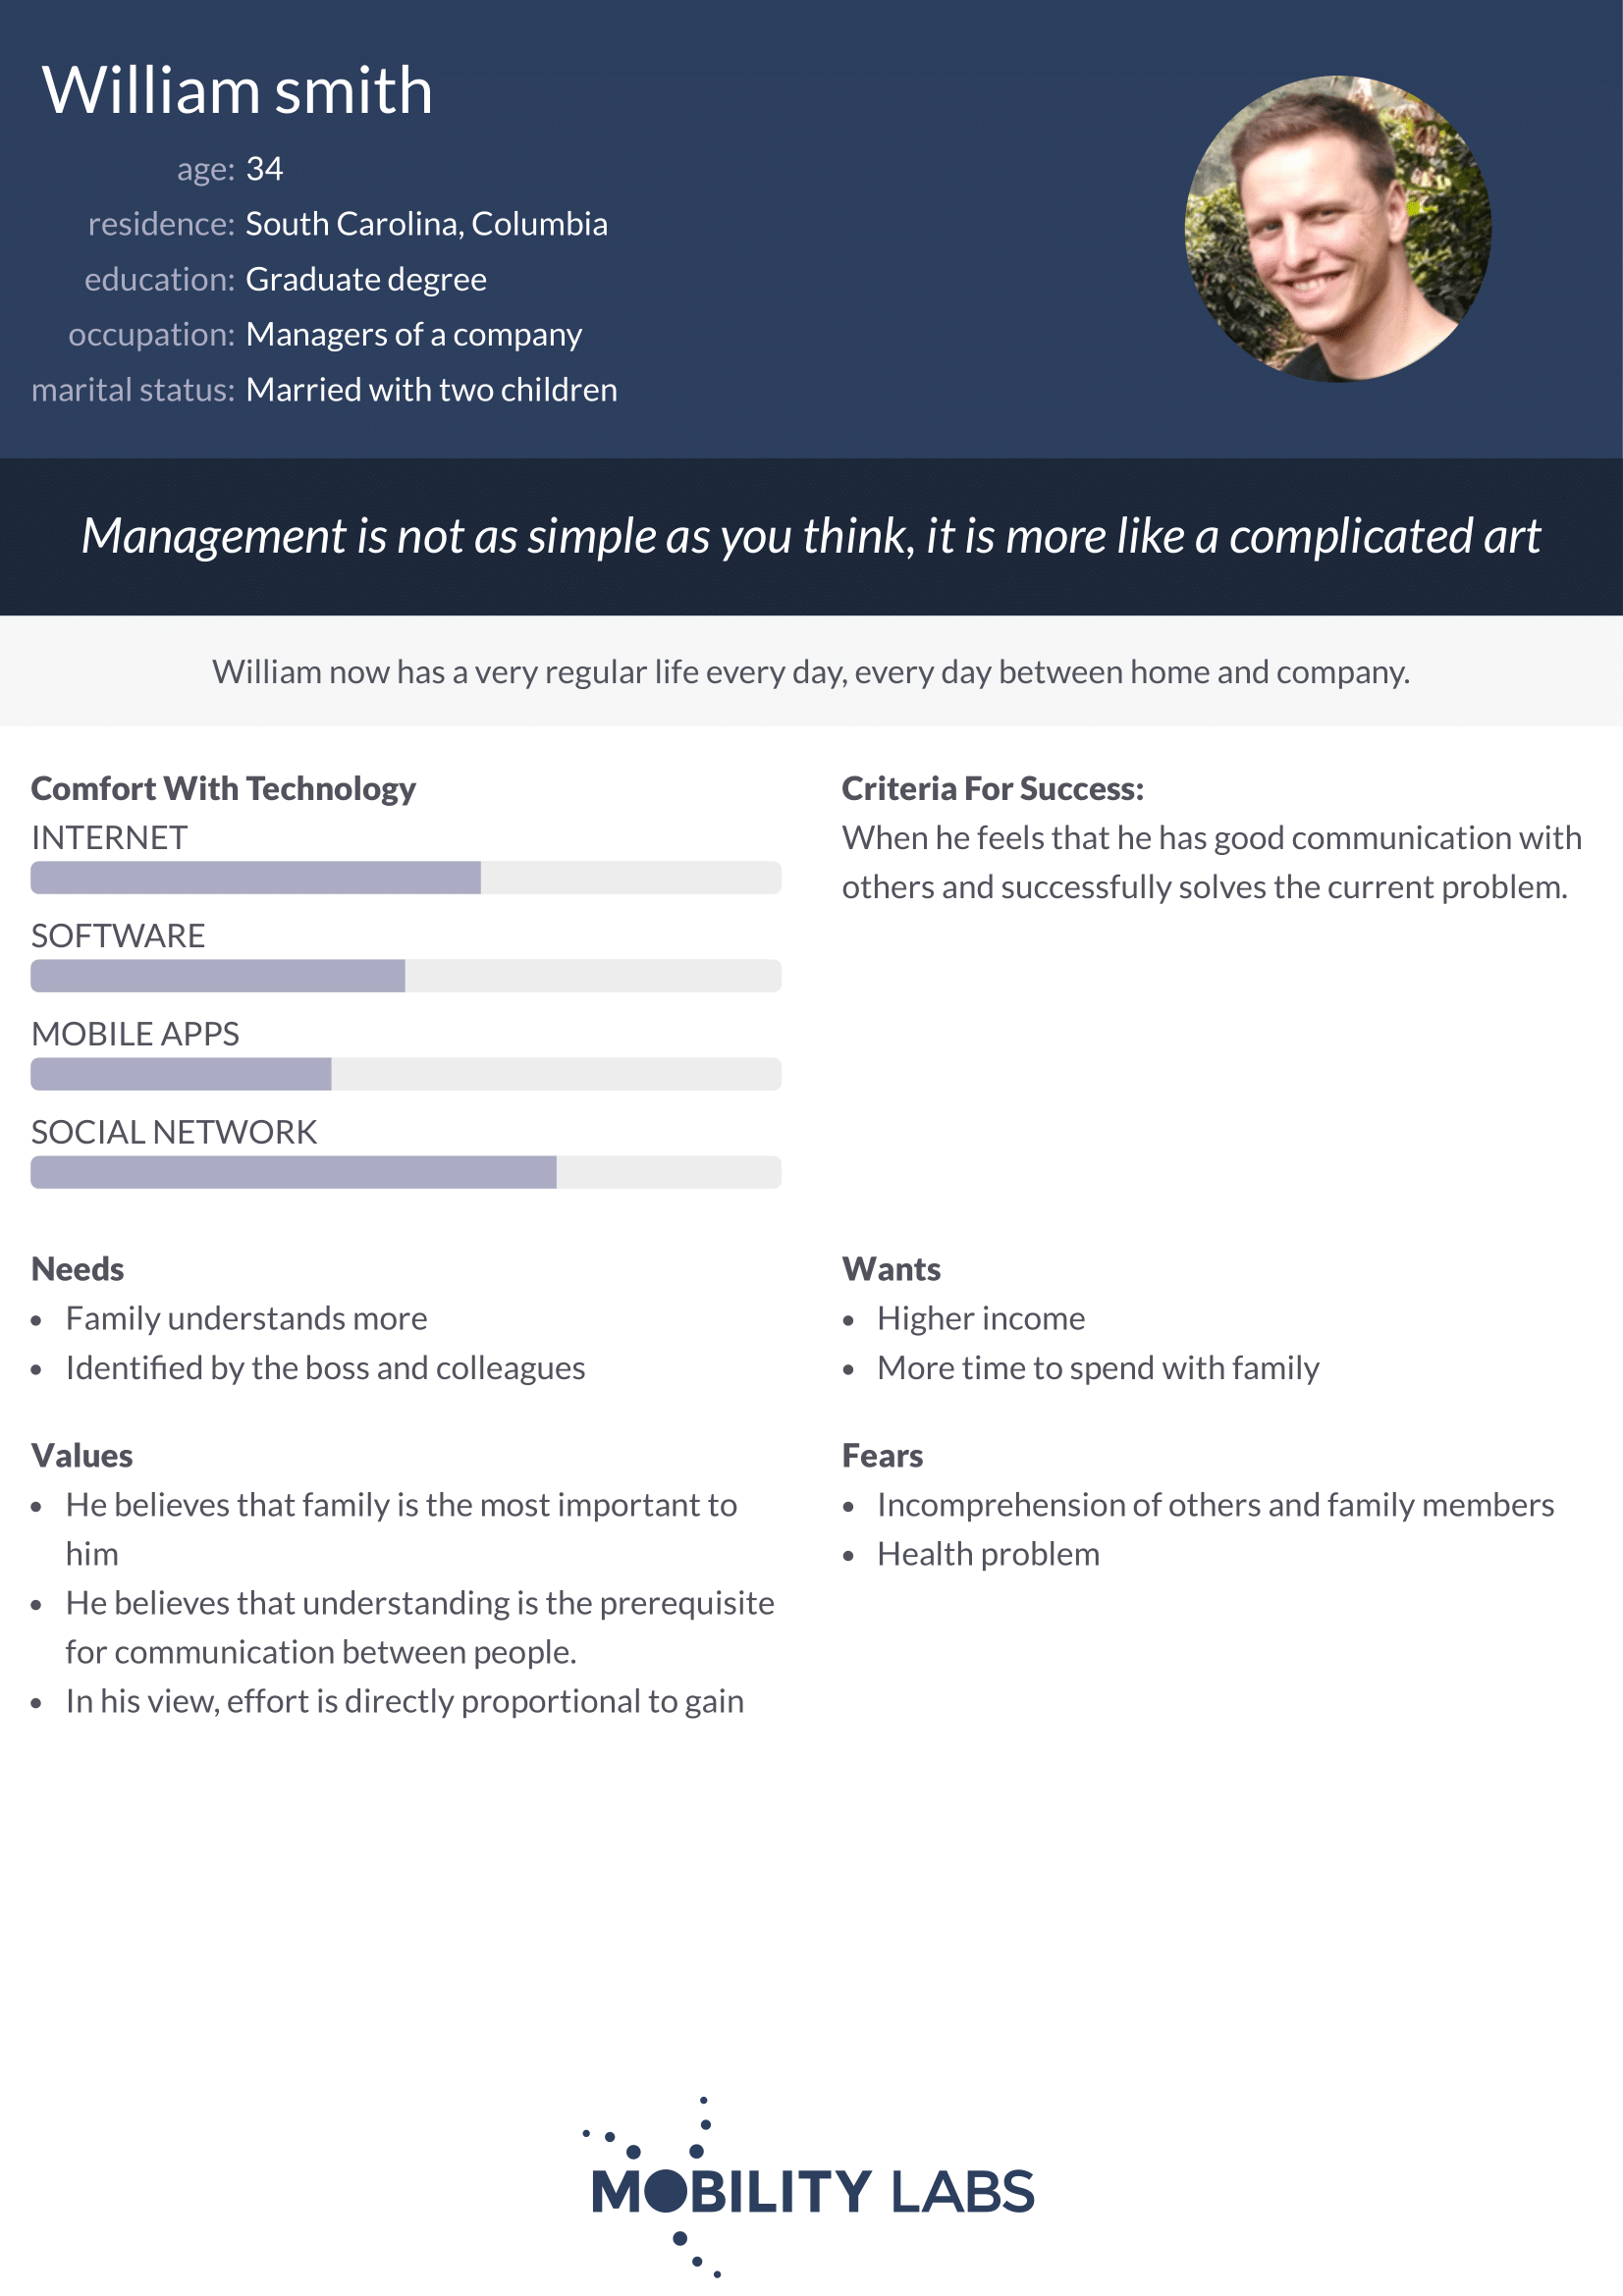 William smith
age: 34
residence: South Carolina, Columbia
education: Graduate degree
occupation: Managers of a company
marital status: Married with two children
Management is not as simple as you think, it is more like a complicated art
William now has a very regular life every day, every day between home and company.
Comfort With Technology
INTERNET
SOFTWARE
MOBILE APPS
SOCIAL NETWORK
Criteria For Success:
When he feels that he has good communication with
others and successfully solves the current problem.
Needs
• Family understands more
• Identified by the boss and colleagues
Wants
• Higher income
• More time to spend with family
Values
• He believes that family is the most important to
him
• He believes that understanding is the prerequisite
for communication between people.
• In his view, effort is directly proportional to gain
Fears
• Incomprehension of others and family members
• Health problem
MOBILITY LABS